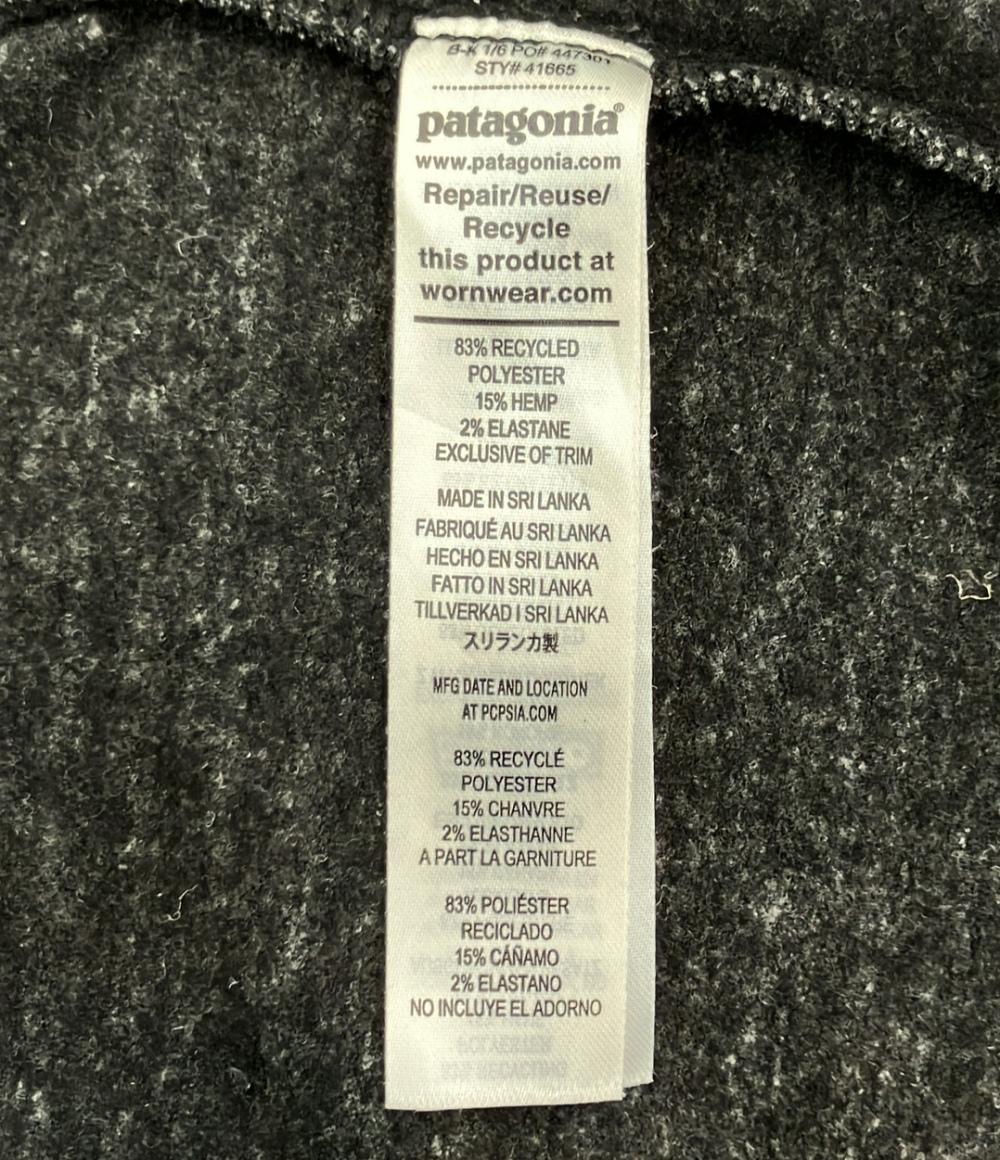 B-K 1/6 PO# 447301
STY# 41665
patagonia®
www.patagonia.com
Repair/Reuse/
Recycle
this product at
wornwear.com
83% RECYCLED
POLYESTER
15% HEMP
2% ELASTANE
EXCLUSIVE OF TRIM
MADE IN SRI LANKA
FABRIQUÉ AU SRI LANKA
HECHO EN SRI LANKA
FATTO IN SRI LANKA
TILLVERKAD I SRI LANKA
スリランカ製
MFG DATE AND LOCATION
AT PCPSIA.COM
83% RECYCLÉ
POLYESTER
15% CHANVRE
2% ELASTHANNE
A PART LA GARNITURE
83% POLIÉSTER
RECICLADO
15% CÁÑAMO
2% ELASTANO
NO INCLUYE EL ADORNO